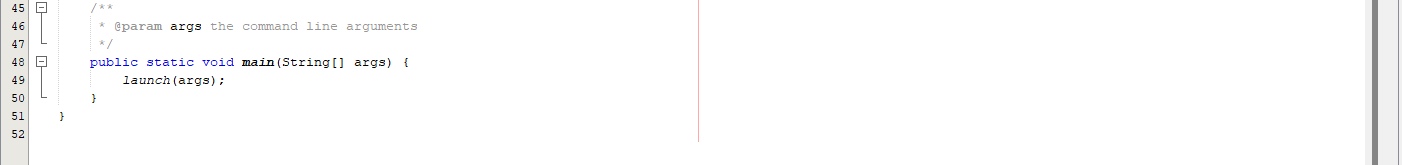 45 /**
46 * @param args the command line arguments
47 */
48 public static void main(String[] args) {
49 launch(args);
50 }
51 }
52